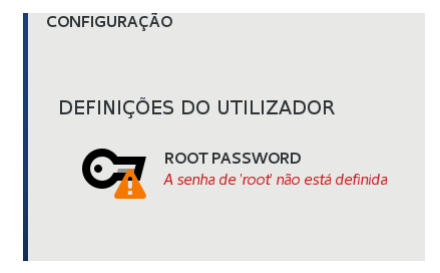 CONFIGURAÇÃO
DEFINIÇÕES DO UTILIZADOR
ROOT PASSWORD
A senha de 'root' não está definida